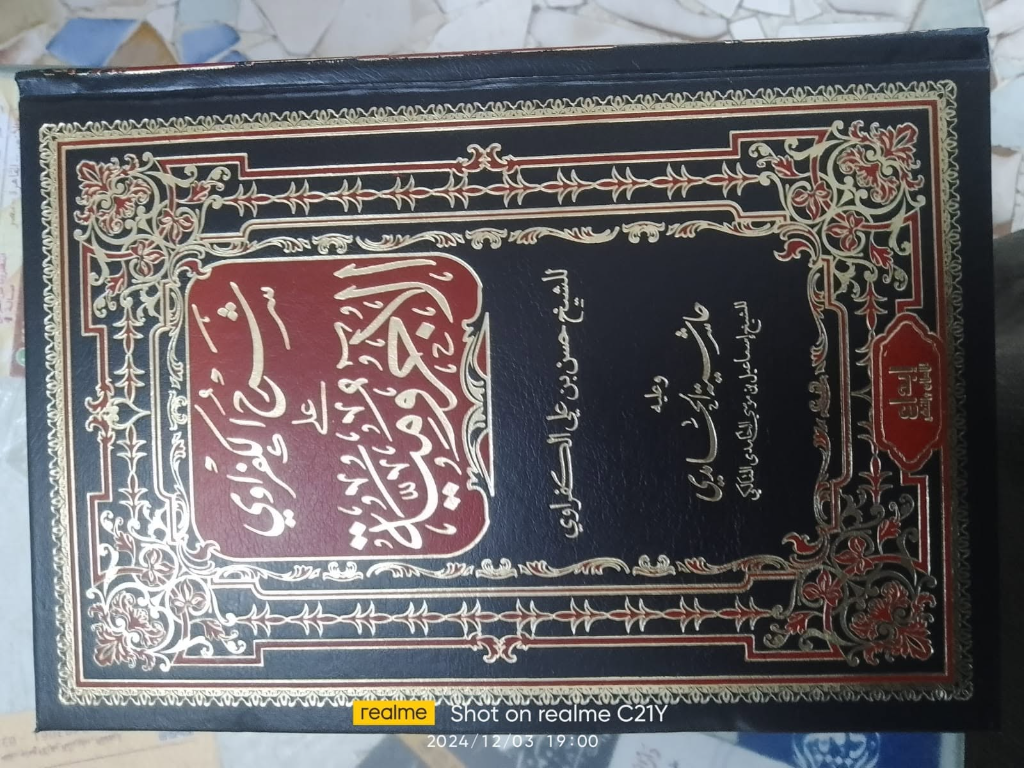 شرح الكفراوي
على
الآجرومية
للشيخ حسن بن علي الكفراوي
وعليه
حاشية الحامدي
للشيخ إسماعيل بن موسى الحامدي المالكي
إبداع
realme Shot on realme C21Y
2024/12/03 19:00